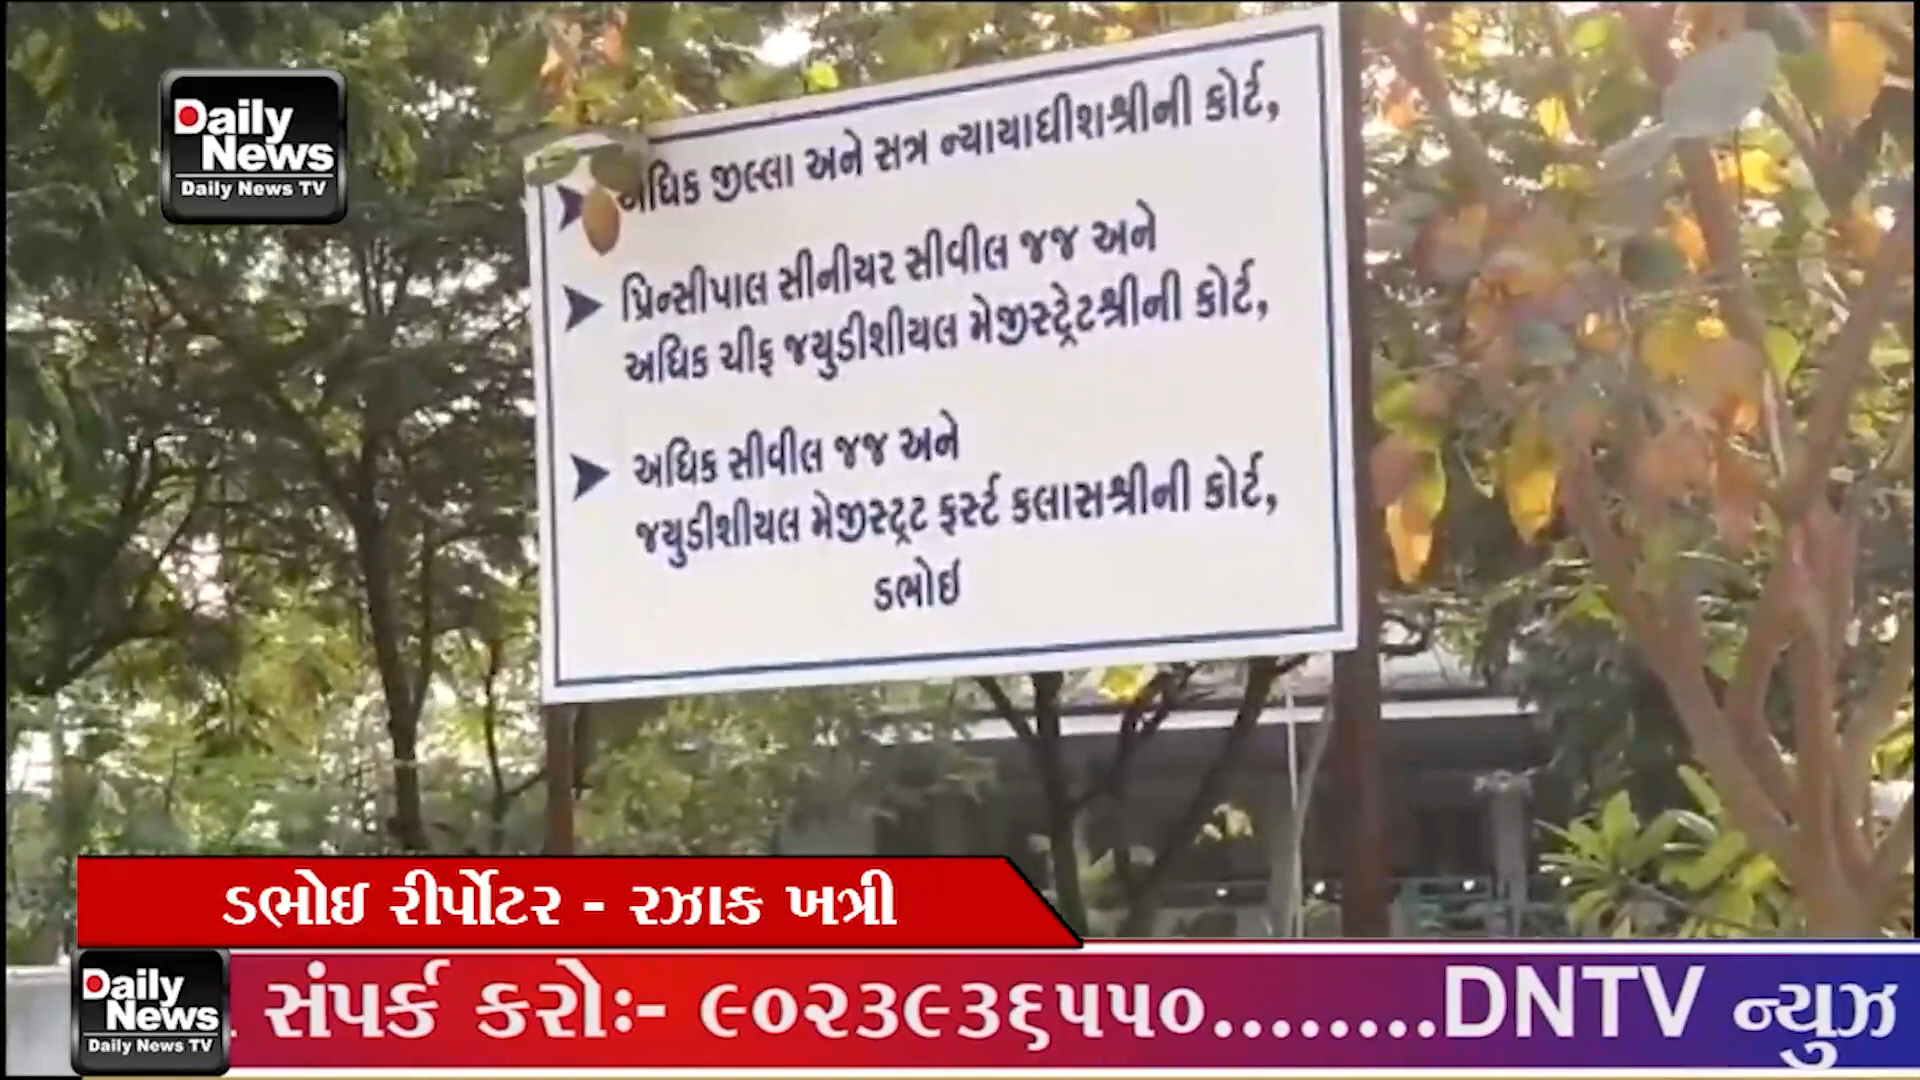 Daily
News
Daily News TV
અધિક જીલ્લા અને સત્ર ન્યાયાધીશશ્રીની કોર્ટ,
પ્રિન્સીપાલ સીનીયર સીવીલ જજ અને
અધિક ચીફ જયુડીશીયલ મેજીસ્ટ્રેટશ્રીની કોર્ટ,
અધિક સીવીલ જજ અને
જયુડીશીયલ મેજીસ્ટ્રટ ફર્સ્ટ કલાસશ્રીની કોર્ટ,
ડભોઈ
ડભોઇ રીર્પોટર - રઝાક ખત્રી
Daily
News
Daily News TV
સંપર્ક કરોઃ- ૯૦૨૩૯૩૬૫૫૦........DNTV ન્યુઝ